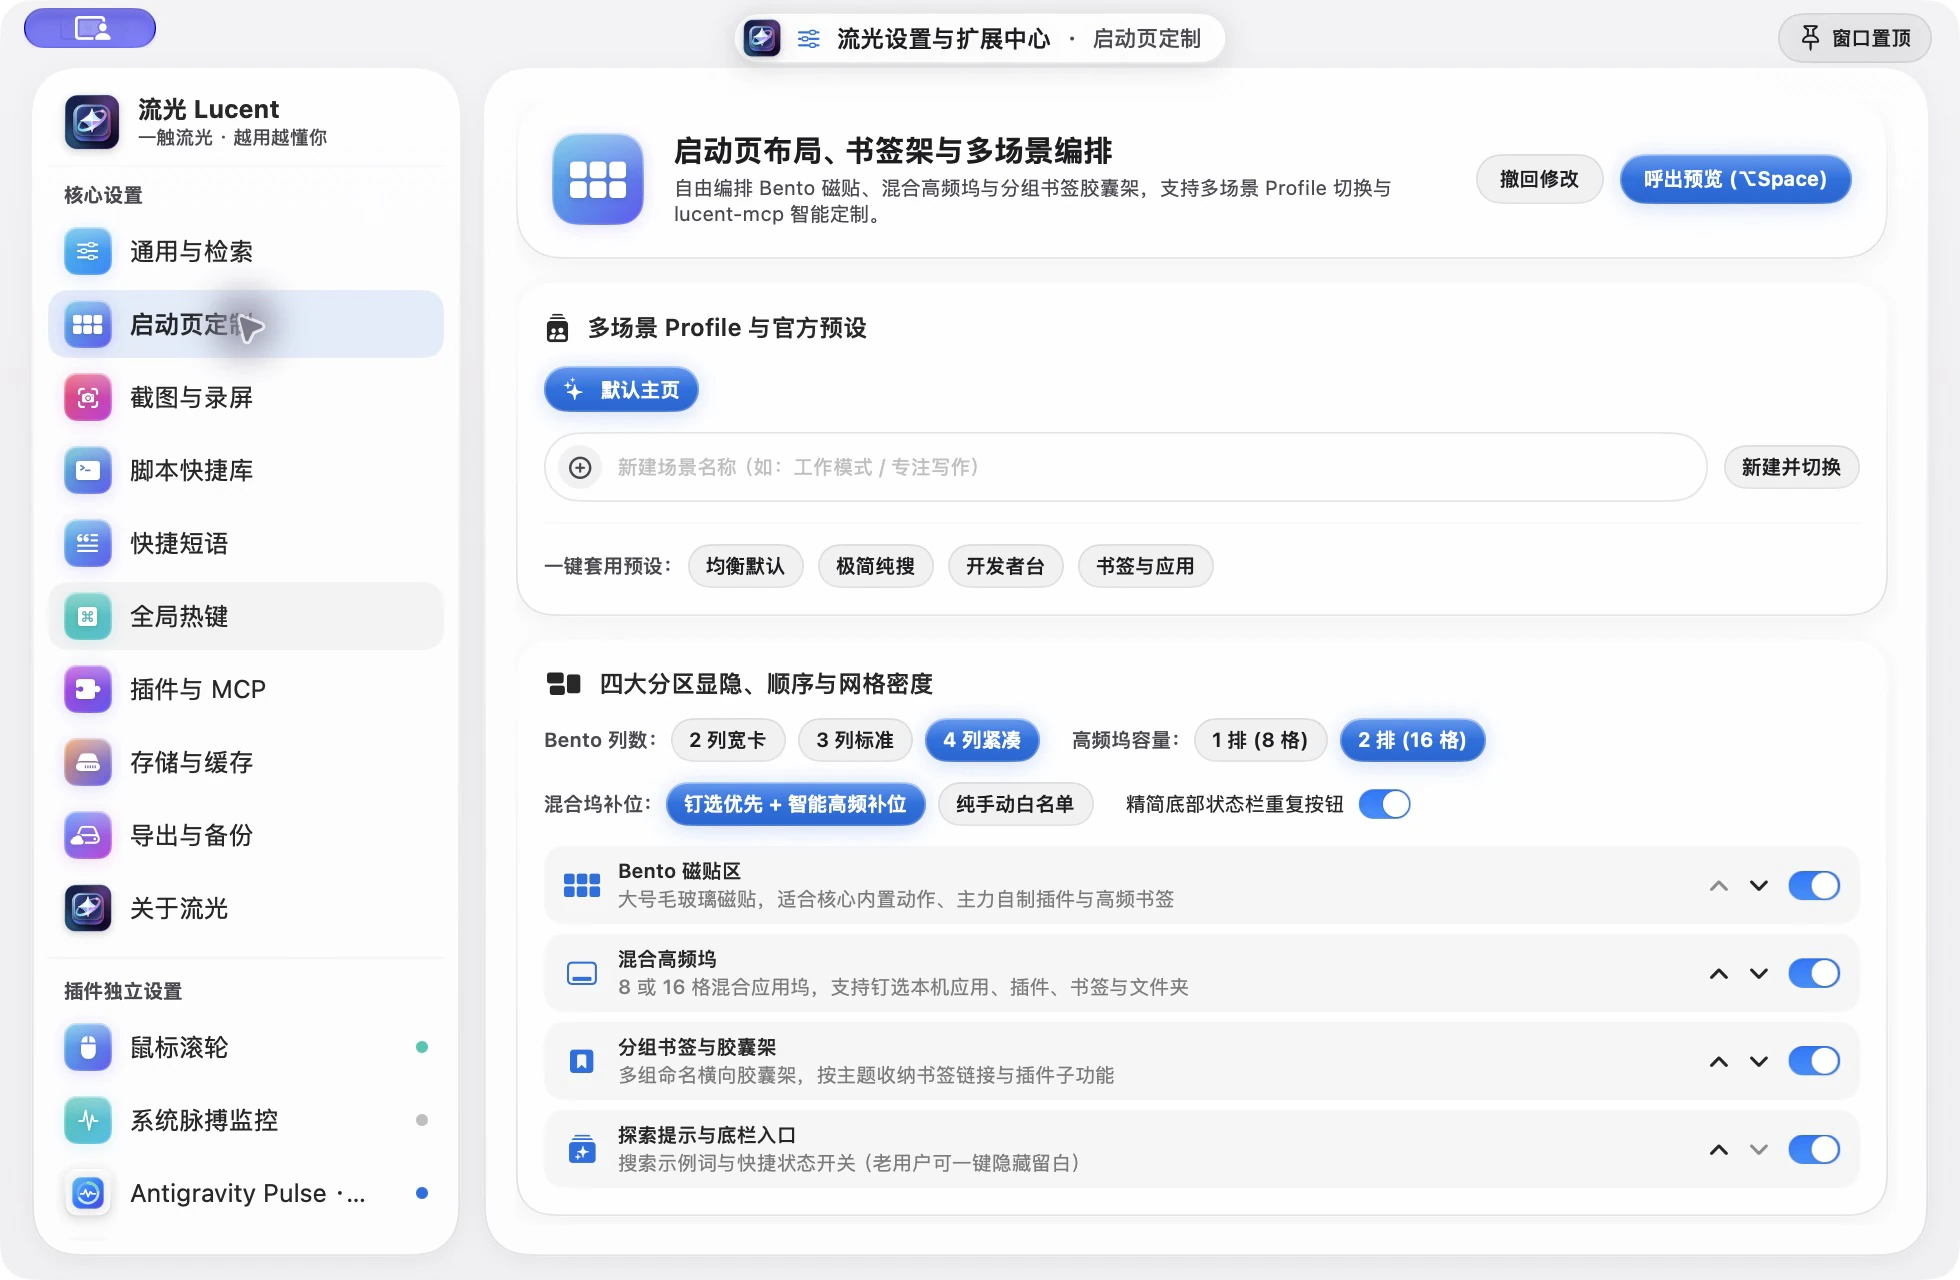 流光设置与扩展中心 · 启动页定制
窗口置顶
流光 Lucent
一触流光 · 越用越懂你
核心设置
通用与检索
启动页定制
截图与录屏
脚本快捷库
快捷短语
全局热键
插件与 MCP
存储与缓存
导出与备份
关于流光
插件独立设置
鼠标滚轮
系统脉搏监控
Antigravity Pulse ·...
启动页布局、书签架与多场景编排
自由编排 Bento 磁贴、混合高频坞与分组书签胶囊架，支持多场景 Profile 切换与
lucent-mcp 智能定制。
撤回修改
呼出预览 (⌥Space)
多场景 Profile 与官方预设
默认主页
新建场景名称（如：工作模式 / 专注写作）
新建并切换
一键套用预设： 均衡默认 极简纯搜 开发者台 书签与应用
四大分区显隐、顺序与网格密度
Bento 列数： 2 列宽卡 3 列标准 4 列紧凑 高频坞容量： 1 排 (8 格) 2 排 (16 格)
混合坞补位： 钉选优先 + 智能高频补位 纯手动白名单 精简底部状态栏重复按钮
Bento 磁贴区
大号毛玻璃磁贴，适合核心内置动作、主力自制插件与高频书签
混合高频坞
8 或 16 格混合应用坞，支持钉选本机应用、插件、书签与文件夹
分组书签与胶囊架
多组命名横向胶囊架，按主题收纳书签链接与插件子功能
探索提示与底栏入口
搜索示例词与快捷状态开关（老用户可一键隐藏留白）